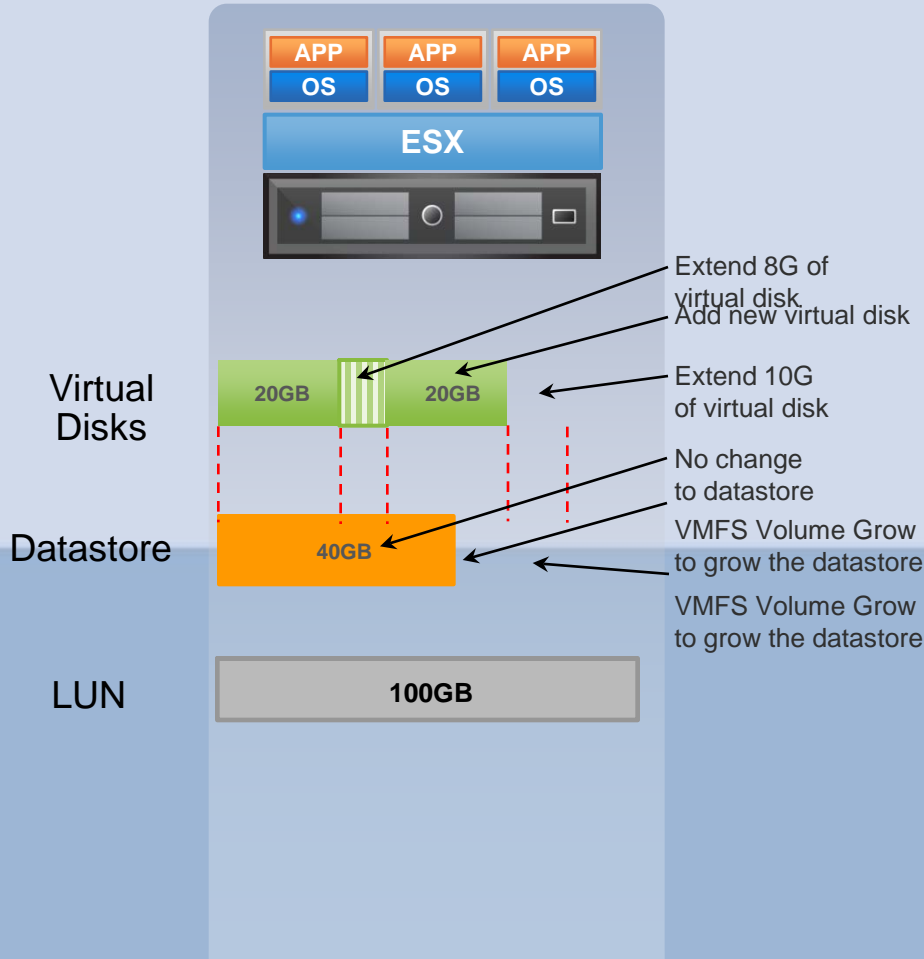 APP APP APP
OS OS OS
ESX
Extend 8G of
virtual disk
Add new virtual disk
Virtual
Disks
20GB 20GB
Extend 10G
of virtual disk
No change
to datastore
Datastore
40GB
VMFS Volume Grow
to grow the datastore
VMFS Volume Grow
to grow the datastore
LUN
100GB